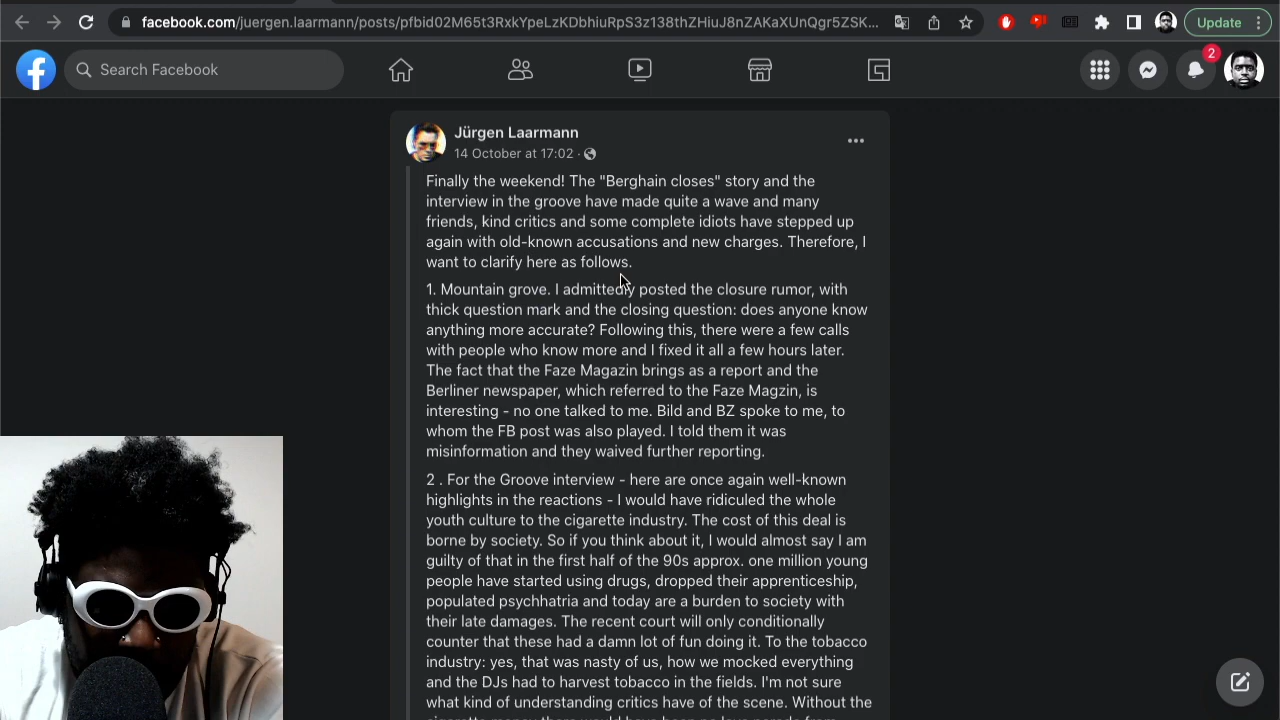 facebook.com/juergen.laarmann/posts/pfbid02M65t3RxkYpeLzKDbhiuRpS3z138thZHiuJ8nZAKaXUnQgr5ZSK...
Update
Search Facebook
2
Jürgen Laarmann
14 October at 17:02 ·
Finally the weekend! The "Berghain closes" story and the
interview in the groove have made quite a wave and many
friends, kind critics and some complete idiots have stepped up
again with old-known accusations and new charges. Therefore, I
want to clarify here as follows.
1. Mountain grove. I admittedly posted the closure rumor, with
thick question mark and the closing question: does anyone know
anything more accurate? Following this, there were a few calls
with people who know more and I fixed it all a few hours later.
The fact that the Faze Magazin brings as a report and the
Berliner newspaper, which referred to the Faze Magzin, is
interesting - no one talked to me. Bild and BZ spoke to me, to
whom the FB post was also played. I told them it was
misinformation and they waived further reporting.
2 . For the Groove interview - here are once again well-known
highlights in the reactions - I would have ridiculed the whole
youth culture to the cigarette industry. The cost of this deal is
borne by society. So if you think about it, I would almost say I am
guilty of that in the first half of the 90s approx. one million young
people have started using drugs, dropped their apprenticeship,
populated psychhatria and today are a burden to society with
their late damages. The recent court will only conditionally
counter that these had a damn lot of fun doing it. To the tobacco
industry: yes, that was nasty of us, how we mocked everything
and the DJs had to harvest tobacco in the fields. I'm not sure
what kind of understanding critics have of the scene. Without the